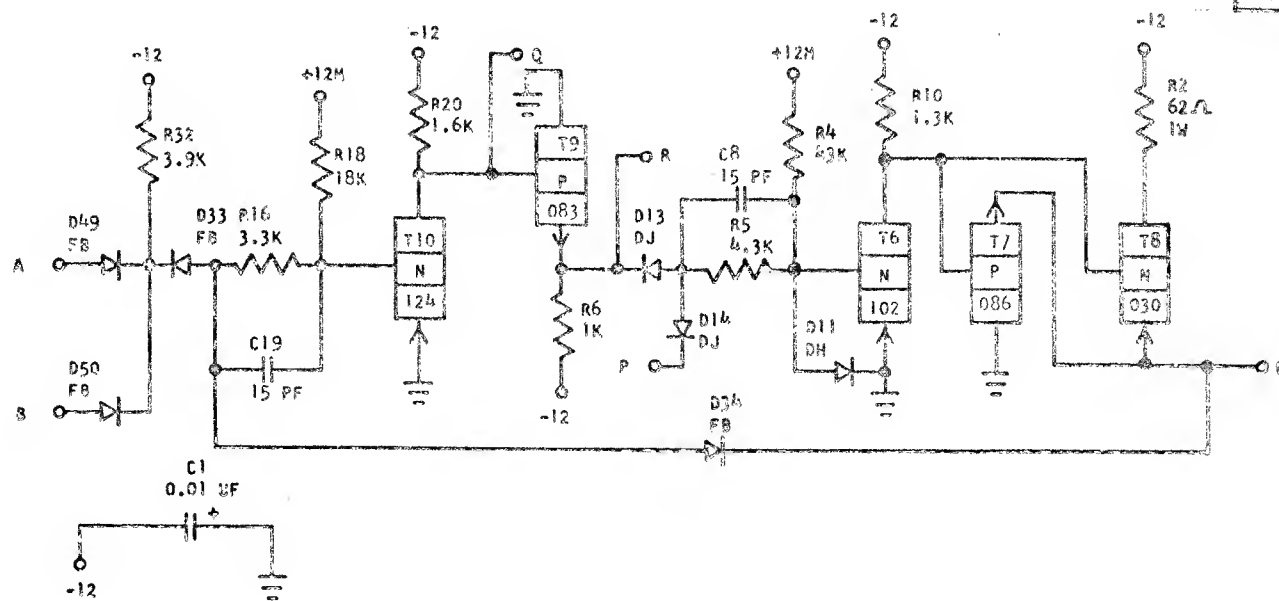 -12
R32
3.9K
+12M
R18
18K
-12
R20
1.6K
Q
T9
P
083
R
C8
15 PF
+12M
R4
43K
-12
R10
1.3K
-12
R2
62Ω
1W
D49
FB
A
D33
FB
R16
3.3K
T10
N
124
D13
DJ
R5
4.3K
T6
N
102
T7
P
086
T8
N
030
C19
15 PF
R6
1K
-12
D14
DJ
P
D11
DH
D50
FB
B
D34
FB
C1
0.01 UF
+
-12